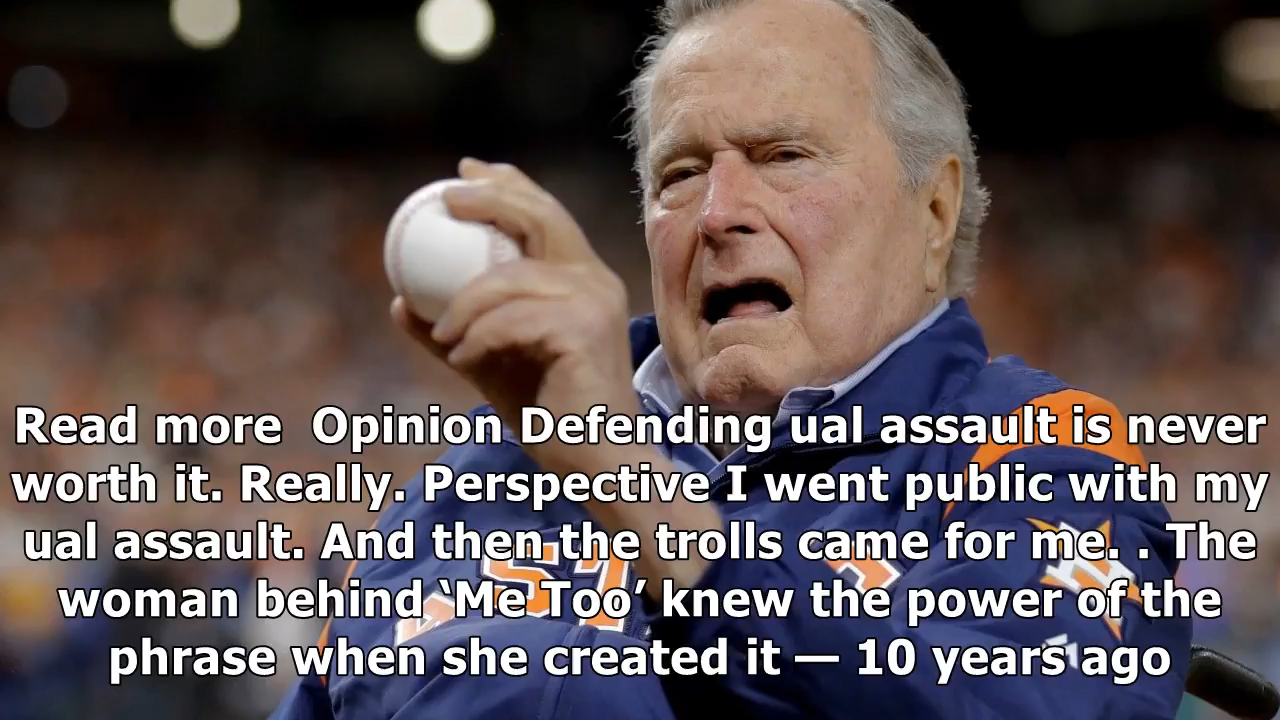 Read more  Opinion Defending ual assault is never
worth it. Really. Perspective I went public with my
ual assault. And then the trolls came for me. . The
woman behind ‘Me Too’ knew the power of the
phrase when she created it — 10 years ago